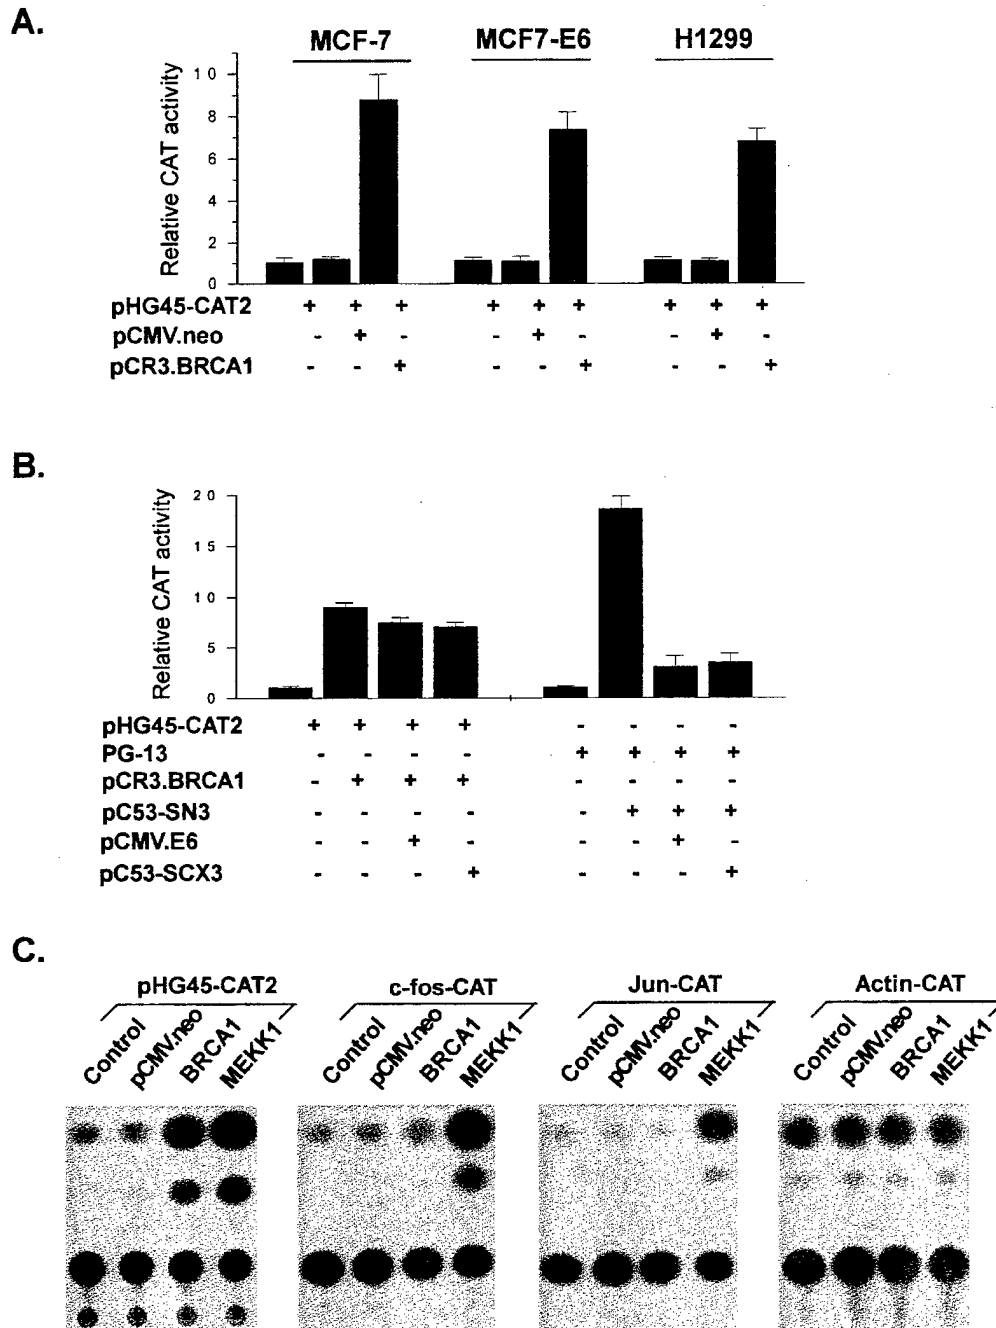 A.
MCF-7 MCF7-E6 H1299
Relative CAT activity
10
8
6
4
2
0
pHG45-CAT2 + + + + + + + + +
pCMV.neo - + - - + - - + -
pCR3.BRCA1 - - + - - + - - +
B.
Relative CAT activity
20
15
10
5
0
pHG45-CAT2 + + + + - - - -
PG-13 - - - - + + + +
pCR3.BRCA1 - + + + - - - -
pC53-SN3 - - - - - + + +
pCMV.E6 - - + - - - + -
pC53-SCX3 - - - + - - - +
C.
pHG45-CAT2 c-fos-CAT Jun-CAT Actin-CAT
Control pCMV.neo BRCA1 MEKK1 Control pCMV.neo BRCA1 MEKK1 Control pCMV.neo BRCA1 MEKK1 Control pCMV.neo BRCA1 MEKK1